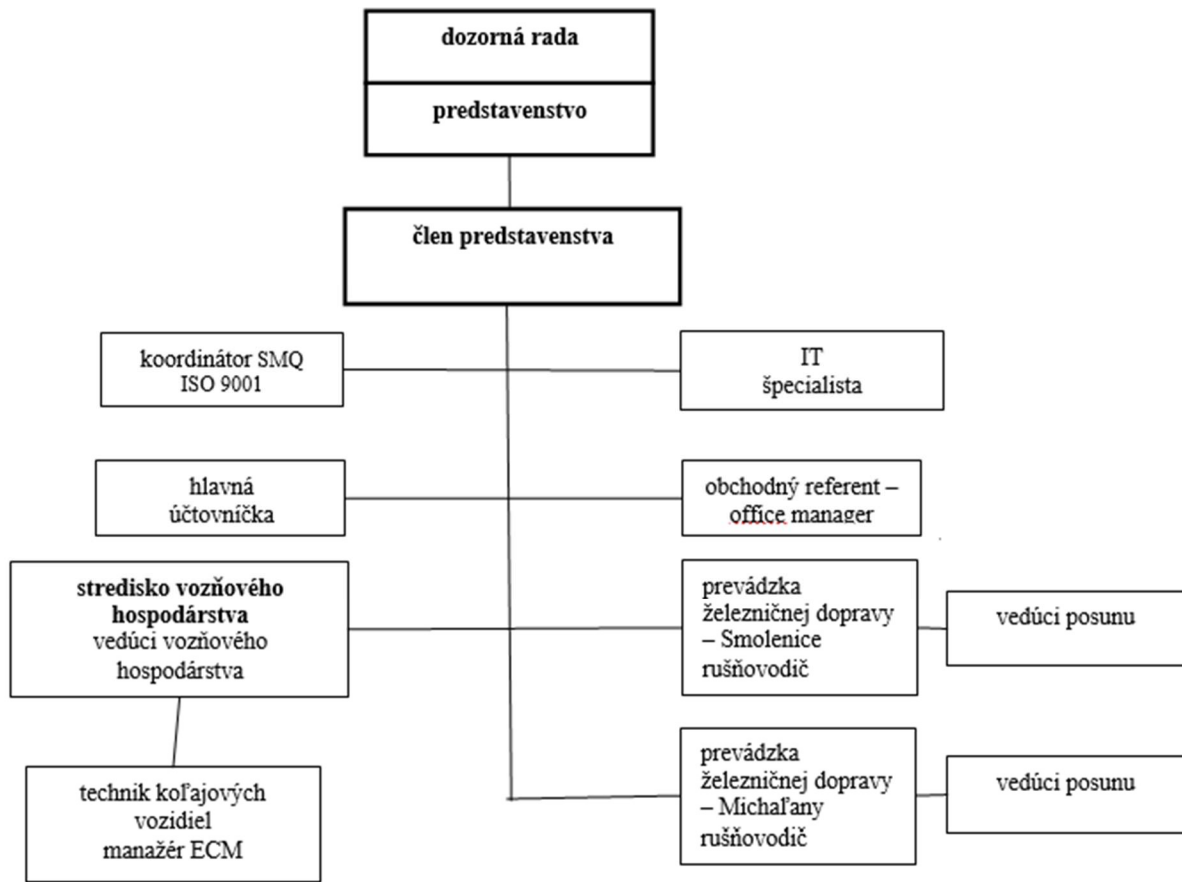 dozorná rada
predstavenstvo
člen predstavenstva
koordinátor SMQ
ISO 9001
IT
špecialista
hlavná
účtovníčka
obchodný referent –
office manager
stredisko vozňového
hospodárstva
vedúci vozňového
hospodárstva
prevádzka
železničnej dopravy
– Smolenice
rušňovodič
vedúci posunu
technik koľajových
vozidiel
manažér ECM
prevádzka
železničnej dopravy
– Michaľany
rušňovodič
vedúci posunu